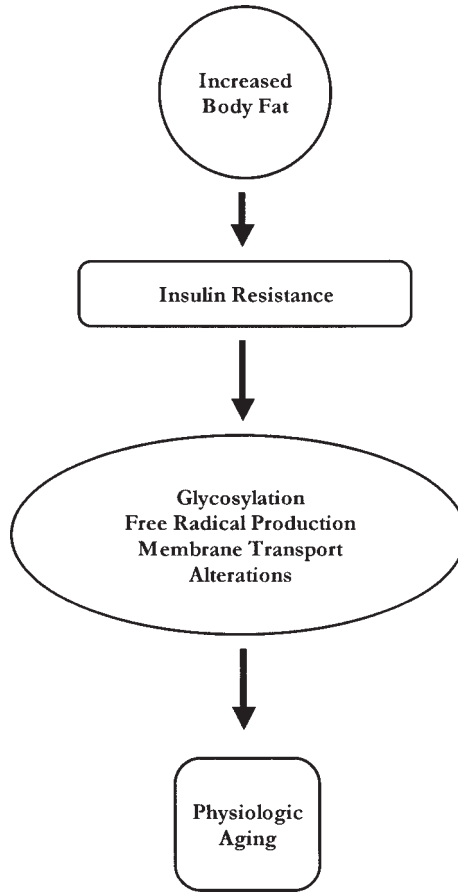 Increased
Body Fat
Insulin Resistance
Glycosylation
Free Radical Production
Membrane Transport
Alterations
Physiologic
Aging